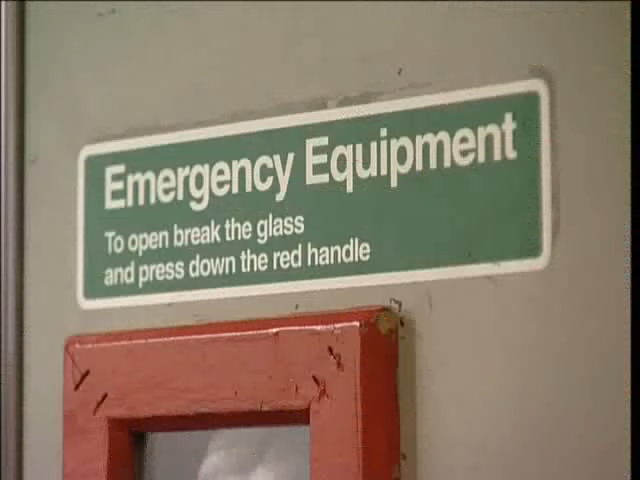 Emergency Equipment
To open break the glass
and press down the red handle